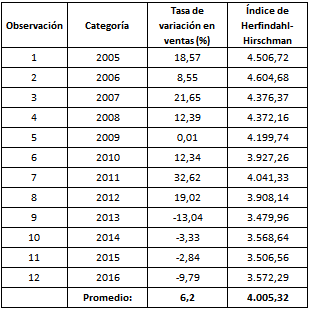 Observación Categoría Tasa de variación en ventas (%) Índice de Herfindahl-Hirschman
1 2005 18,57 4.506,72
2 2006 8,55 4.604,68
3 2007 21,65 4.376,37
4 2008 12,39 4.372,16
5 2009 0,01 4.199,74
6 2010 12,34 3.927,26
7 2011 32,62 4.041,33
8 2012 19,02 3.908,14
9 2013 -13,04 3.479,96
10 2014 -3,33 3.568,64
11 2015 -2,84 3.506,56
12 2016 -9,79 3.572,29
Promedio: 6,2 4.005,32